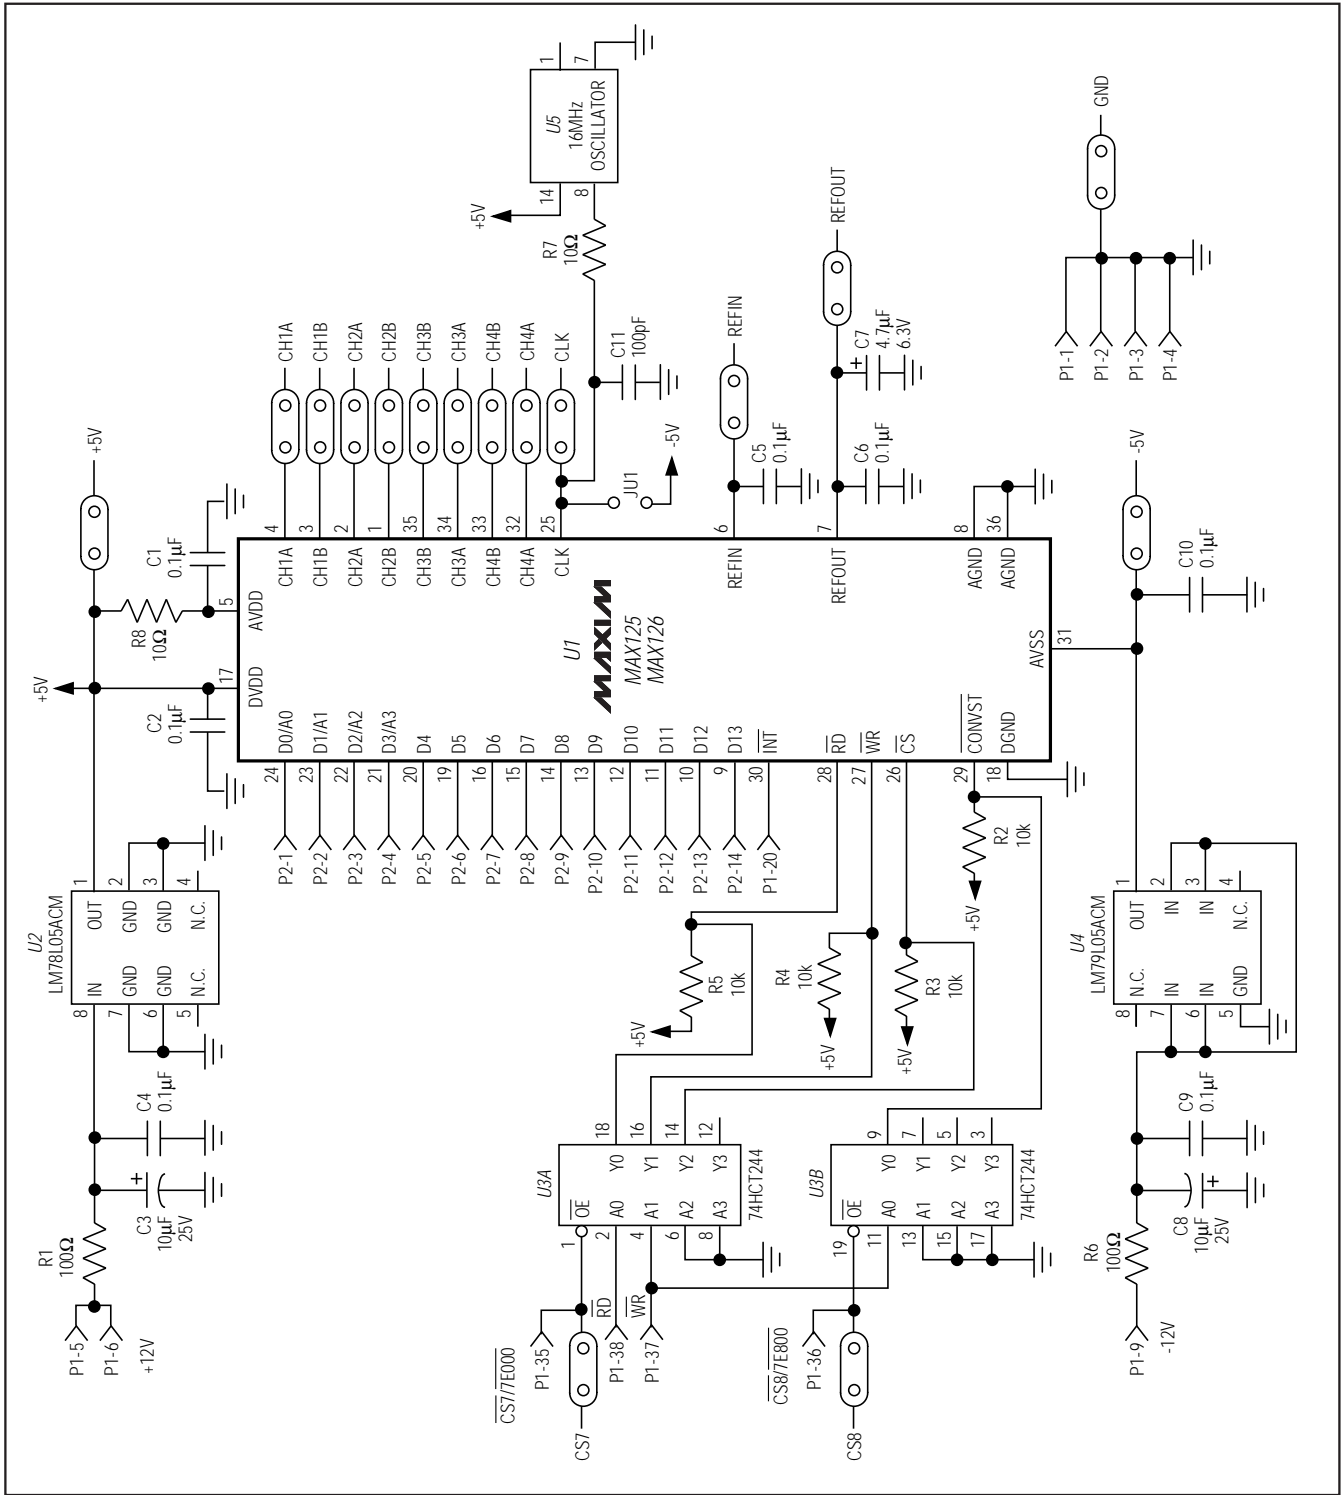 P1-5
P1-6
+12V
R1
100Ω
C3
10µF
25V
+
C4
0.1µF
U2
LM78L05ACM
8
7
6
5
IN
GND
GND
N.C.
OUT
GND
GND
N.C.
1
2
3
4
+5V
+5V
C2
0.1µF
R8
10Ω
C1
0.1µF
17
5
DVDD
AVDD
U1
MAXIM
MAX125
MAX126
P2-1
24
D0/A0
P2-2
23
D1/A1
P2-3
22
D2/A2
P2-4
21
D3/A3
P2-5
20
D4
P2-6
19
D5
P2-7
16
D6
P2-8
15
D7
P2-9
14
D8
P2-10
13
D9
P2-11
12
D10
P2-12
11
D11
P2-13
10
D12
P2-14
9
D13
P1-20
30
INT
28
RD
27
WR
26
CS
29
CONVST
18
DGND
CH1A
4
CH1A
CH1B
3
CH1B
CH2A
2
CH2A
CH2B
1
CH2B
CH3B
35
CH3B
CH3A
34
CH3A
CH4B
33
CH4B
CH4A
32
CH4A
CLK
25
CLK
REFIN
6
REFIN
REFOUT
7
REFOUT
AGND
8
AGND
36
AVSS
31
JU1
-5V
C11
100pF
R7
10Ω
+5V
14
8
U5
16MHz
OSCILLATOR
1
7
C5
0.1µF
C6
0.1µF
+
C7
4.7µF
6.3V
P1-1
P1-2
P1-3
P1-4
GND
+5V
R5
10k
+5V
R4
10k
+5V
R3
10k
+5V
R2
10k
CS7/7E000
CS7
P1-35
P1-38
RD
P1-37
WR
U3A
74HCT244
1
2
4
6
8
OE
A0
A1
A2
A3
Y0
Y1
Y2
Y3
18
16
14
12
CS8/7E800
CS8
P1-36
U3B
74HCT244
19
11
13
15
17
OE
A0
A1
A2
A3
Y0
Y1
Y2
Y3
9
7
5
3
P1-9
-12V
R6
100Ω
C8
10µF
25V
+
C9
0.1µF
U4
LM79L05ACM
8
7
6
5
N.C.
IN
IN
GND
OUT
IN
IN
N.C.
1
2
3
4
C10
0.1µF
-5V